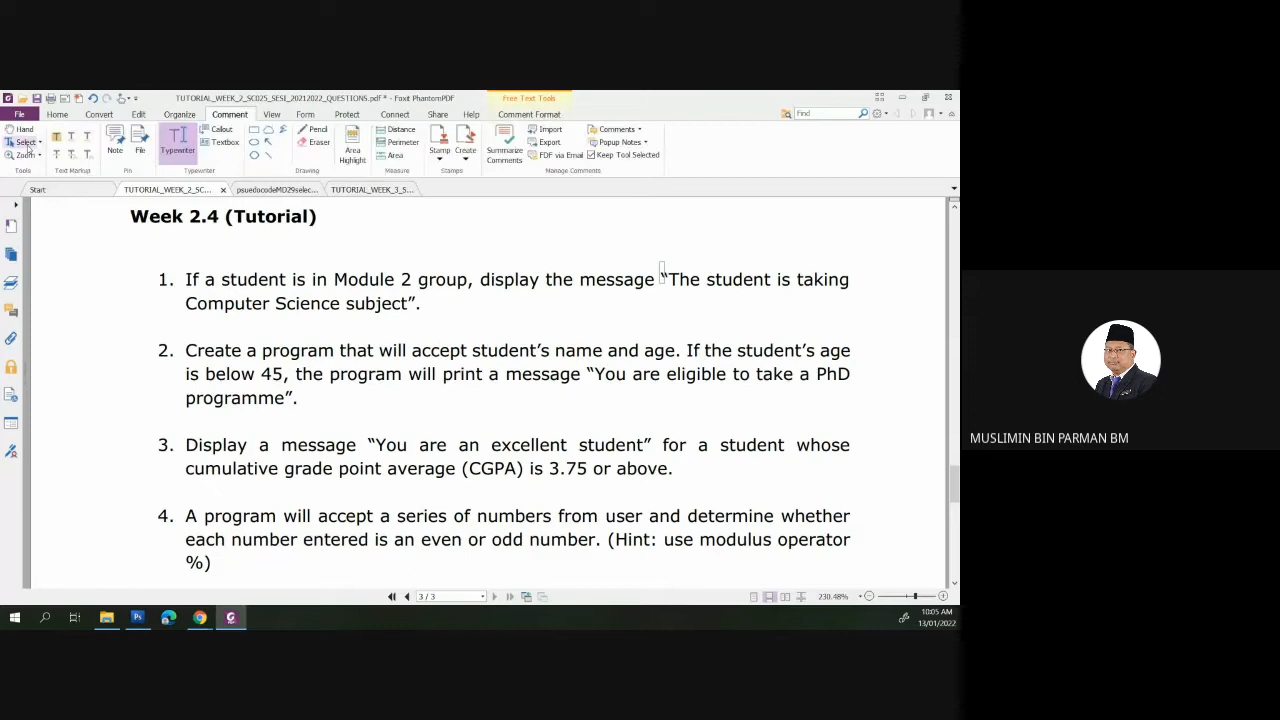 TUTORIAL_WEEK_2_SC025_SESI_20212022_QUESTIONS.pdf * - Foxit PhantomPDF
Free Text Tools
File Home Convert Edit Organize Comment View Form Protect Connect Share Help Comment Format Find
Hand
Select
Zoom
Note
File
Typewriter
Callout
Textbox
Pencil
Eraser
Area
Highlight
Distance
Perimeter
Area
Stamp
Create
Summarize
Comments
Import
Export
FDF via Email
Comments
Popup Notes
Keep Tool Selected
Tools Text Markup Pin Typewriter Drawing Measure Stamps Manage Comments
Start TUTORIAL_WEEK_2_SC... psuedocodeMD29selec... TUTORIAL_WEEK_3_S...
Week 2.4 (Tutorial)
1. If a student is in Module 2 group, display the message “The student is taking
Computer Science subject”.
2. Create a program that will accept student’s name and age. If the student’s age
is below 45, the program will print a message “You are eligible to take a PhD
programme”.
3. Display a message “You are an excellent student” for a student whose
cumulative grade point average (CGPA) is 3.75 or above.
4. A program will accept a series of numbers from user and determine whether
each number entered is an even or odd number. (Hint: use modulus operator
%)
3 / 3
230.48%
10:05 AM
13/01/2022
MUSLIMIN BIN PARMAN BM